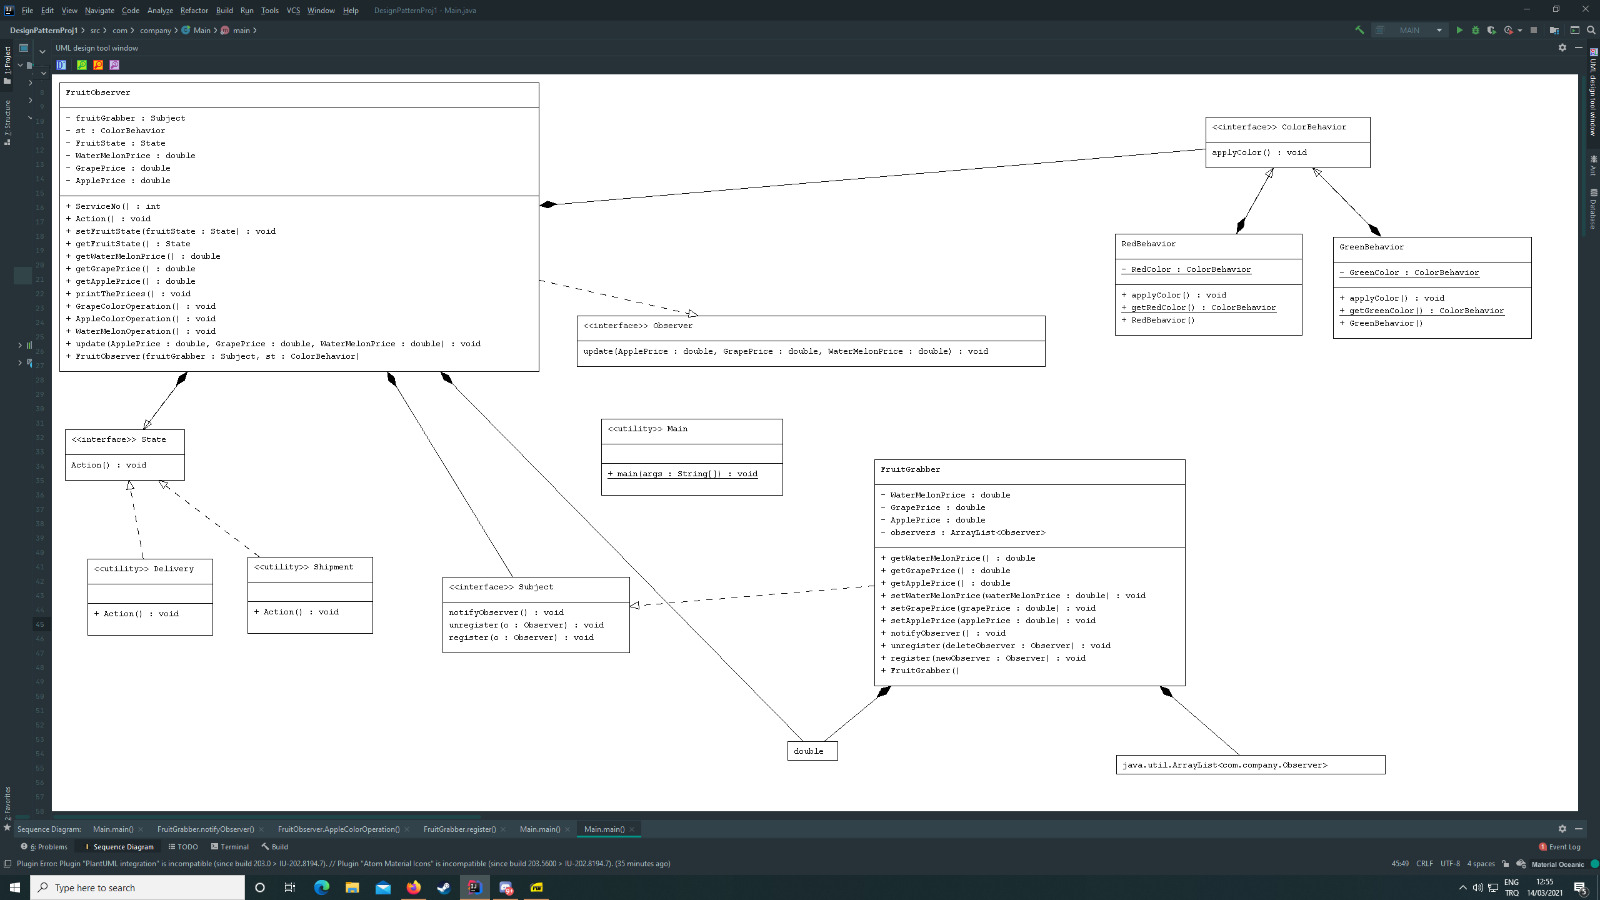 File Edit View Navigate Code Analyze Refactor Build Run Tools VCS Window Help DesignPatternProj1 - Main.java
DesignPatternProj1 > src > com > company > Main > main >
MAIN
UML design tool window
1: Project
7: Structure
2: Favorites
UML design tool window
Ant
Database
FruitObserver
- fruitGrabber : Subject
- st : ColorBehavior
- FruitState : State
- WaterMelonPrice : double
- GrapePrice : double
- ApplePrice : double
+ ServiceNo() : int
+ Action() : void
+ setFruitState(fruitState : State) : void
+ getFruitState() : State
+ getWaterMelonPrice() : double
+ getGrapePrice() : double
+ getApplePrice() : double
+ printThePrices() : void
+ GrapeColorOperation() : void
+ AppleColorOperation() : void
+ WaterMelonOperation() : void
+ update(ApplePrice : double, GrapePrice : double, WaterMelonPrice : double) : void
+ FruitObserver(fruitGrabber : Subject, st : ColorBehavior)
<<interface>> ColorBehavior
applyColor() : void
RedBehavior
- RedColor : ColorBehavior
+ applyColor() : void
+ getRedColor() : ColorBehavior
+ RedBehavior()
GreenBehavior
- GreenColor : ColorBehavior
+ applyColor() : void
+ getGreenColor() : ColorBehavior
+ GreenBehavior()
<<interface>> Observer
update(ApplePrice : double, GrapePrice : double, WaterMelonPrice : double) : void
<<interface>> State
Action() : void
<<utility>> Main
+ main(args : String[]) : void
<<utility>> Delivery
+ Action() : void
<<utility>> Shipment
+ Action() : void
<<interface>> Subject
notifyObserver() : void
unregister(o : Observer) : void
register(o : Observer) : void
FruitGrabber
- WaterMelonPrice : double
- GrapePrice : double
- ApplePrice : double
- observers : ArrayList<Observer>
+ getWaterMelonPrice() : double
+ getGrapePrice() : double
+ getApplePrice() : double
+ setWaterMelonPrice(waterMelonPrice : double) : void
+ setGrapePrice(grapePrice : double) : void
+ setApplePrice(applePrice : double) : void
+ notifyObserver() : void
+ unregister(deleteObserver : Observer) : void
+ register(newObserver : Observer) : void
+ FruitGrabber()
double
java.util.ArrayList<com.company.Observer>
Sequence Diagram: Main.main() × FruitGrabber.notifyObserver() × FruitObserver.AppleColorOperation() × FruitGrabber.register() × Main.main() × Main.main() ×
6: Problems Sequence Diagram TODO Terminal Build Event Log
Plugin Error: Plugin "PlantUML integration" is incompatible (since build 203.0 > IU-202.8194.7). // Plugin "Atom Material Icons" is incompatible (since build 203.5600 > IU-202.8194.7). (35 minutes ago) 45:49 CRLF UTF-8 4 spaces Material Oceanic
Type here to search
ENG
TRQ
12:55
14/03/2021